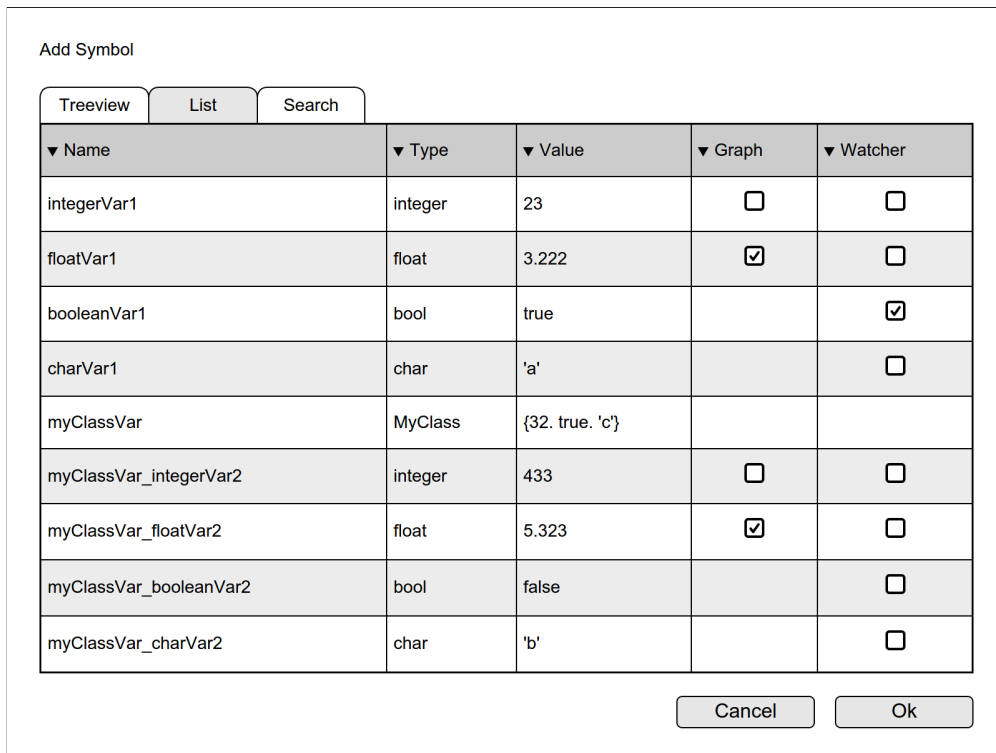 Add Symbol
Treeview List Search
▼ Name ▼ Type ▼ Value ▼ Graph ▼ Watcher
integerVar1 integer 23
floatVar1 float 3.222
booleanVar1 bool true
charVar1 char 'a'
myClassVar MyClass {32. true. 'c'}
myClassVar_integerVar2 integer 433
myClassVar_floatVar2 float 5.323
myClassVar_booleanVar2 bool false
myClassVar_charVar2 char 'b'
Cancel Ok